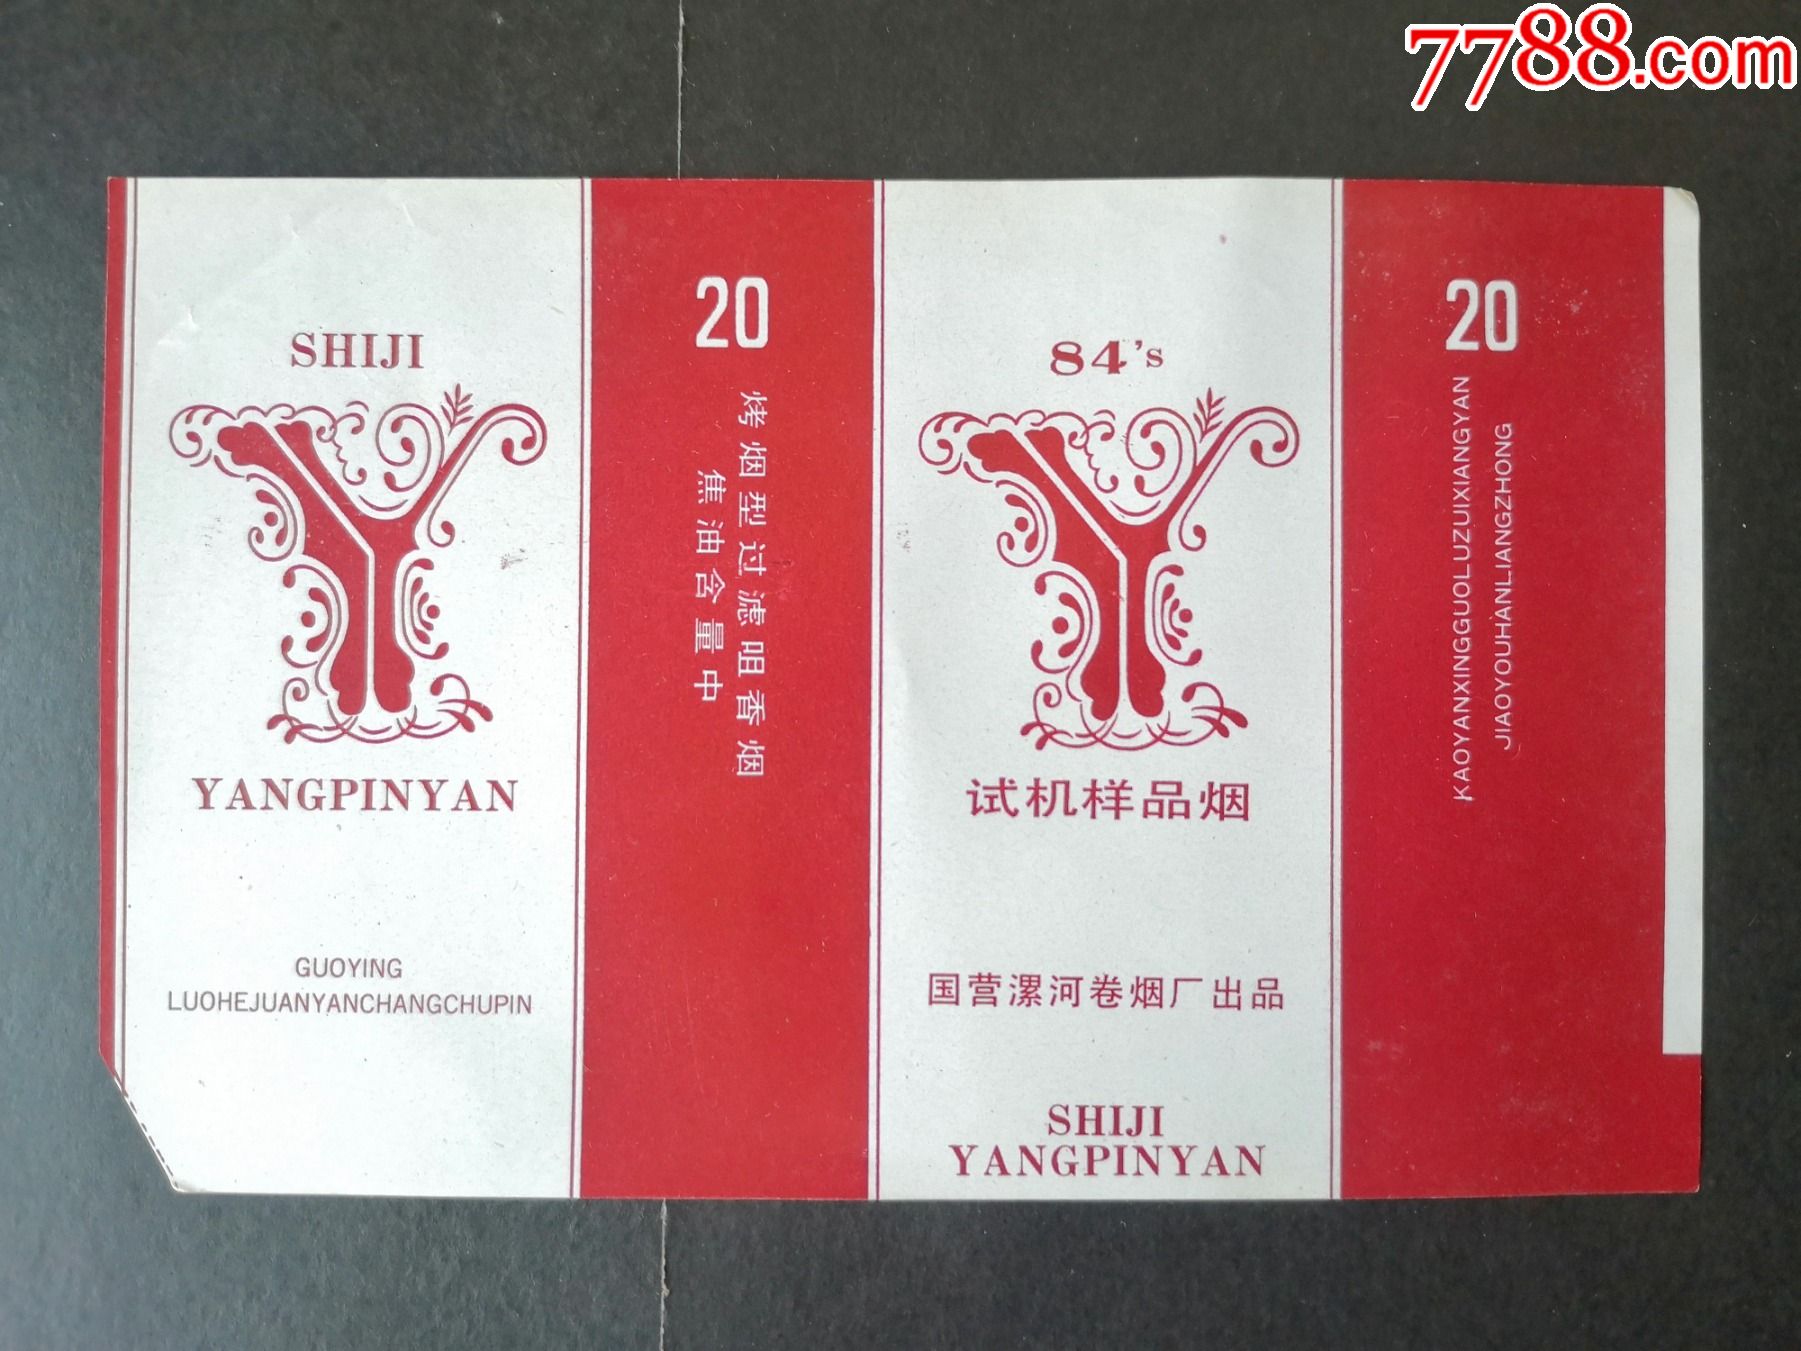 7788.com
SHIJI
YANGPINYAN
GUOYING
LUOHEJUANYANCHANGCHUPIN
20
烤烟型过滤咀香烟
焦油含量中
84's
试机样品烟
国营漯河卷烟厂出品
SHIJI
YANGPINYAN
20
KAOYANXINGGUOLUZUIXIANGYAN
JIAOYOUHANLIANGZHONG